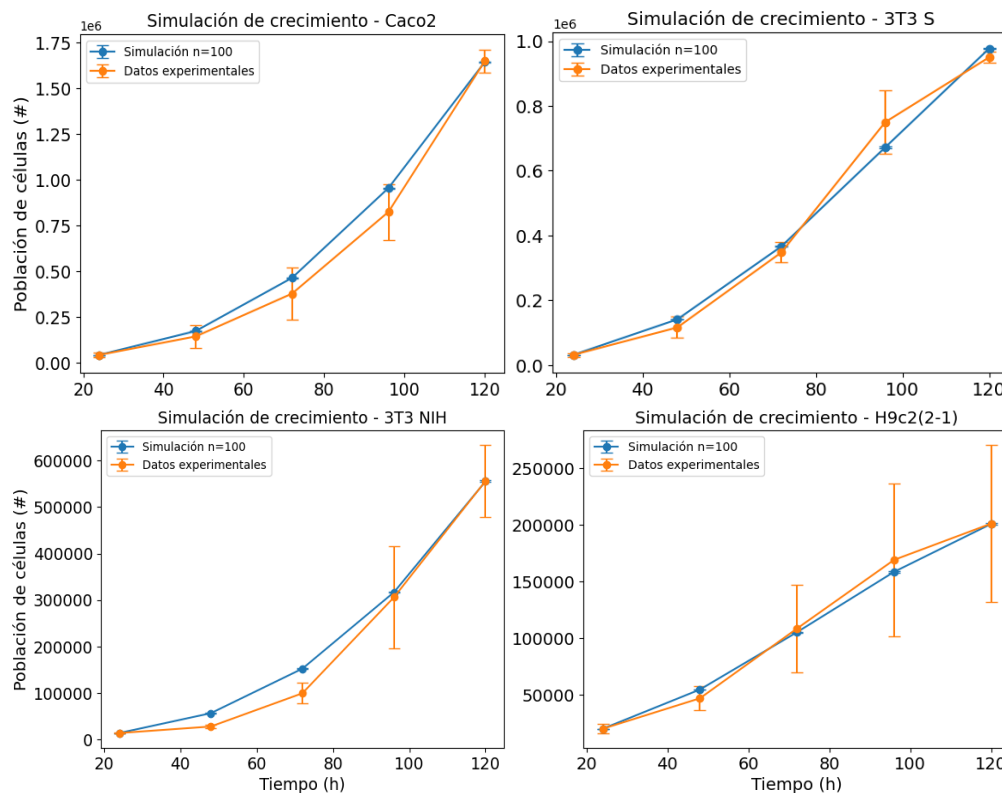 Simulación de crecimiento - Caco2
1e6
Simulación n=100
Datos experimentales
Población de células (#)
1.75
1.50
1.25
1.00
0.75
0.50
0.25
0.00
20 40 60 80 100 120
Simulación de crecimiento - 3T3 S
1e6
Simulación n=100
Datos experimentales
1.0
0.8
0.6
0.4
0.2
0.0
20 40 60 80 100 120
Simulación de crecimiento - 3T3 NIH
Simulación n=100
Datos experimentales
Población de células (#)
600000
500000
400000
300000
200000
100000
0
20 40 60 80 100 120
Tiempo (h)
Simulación de crecimiento - H9c2(2-1)
Simulación n=100
Datos experimentales
250000
200000
150000
100000
50000
20 40 60 80 100 120
Tiempo (h)